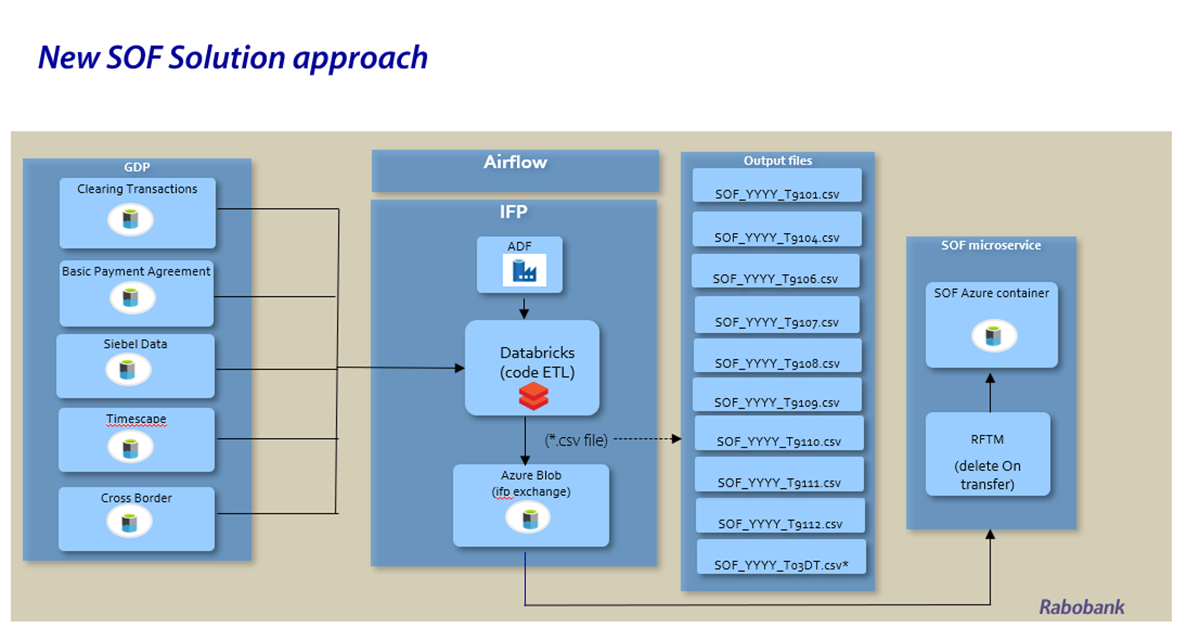 New SOF Solution approach
GDP
Clearing Transactions
Basic Payment Agreement
Siebel Data
Timescape
Cross Border
Airflow
IFP
ADF
Databricks
(code ETL)
(*.csv file)
Azure Blob
(ifp exchange)
Output files
SOF_YYYY_T9101.csv
SOF_YYYY_T9104.csv
SOF_YYYY_T9106.csv
SOF_YYYY_T9107.csv
SOF_YYYY_T9108.csv
SOF_YYYY_T9109.csv
SOF_YYYY_T9110.csv
SOF_YYYY_T9111.csv
SOF_YYYY_T9112.csv
SOF_YYYY_T03DT.csv*
SOF microservice
SOF Azure container
RFTM
(delete On
transfer)
Rabobank